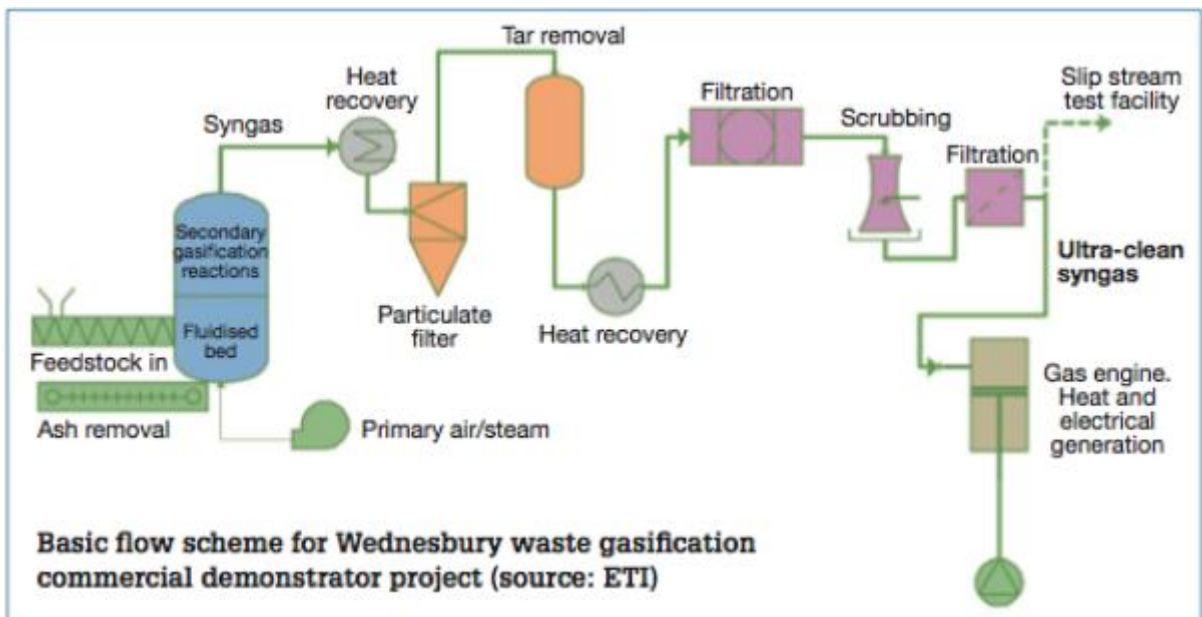 Tar removal
Heat
recovery
Syngas
Filtration
Slip stream
test facility
Scrubbing
Filtration
Secondary
gasification
reactions
Ultra-clean
syngas
Particulate
filter
Heat recovery
Fluidised
bed
Feedstock in
Ash removal
Primary air/steam
Gas engine.
Heat and
electrical
generation
Basic flow scheme for Wednesbury waste gasification
commercial demonstrator project (source: ETI)